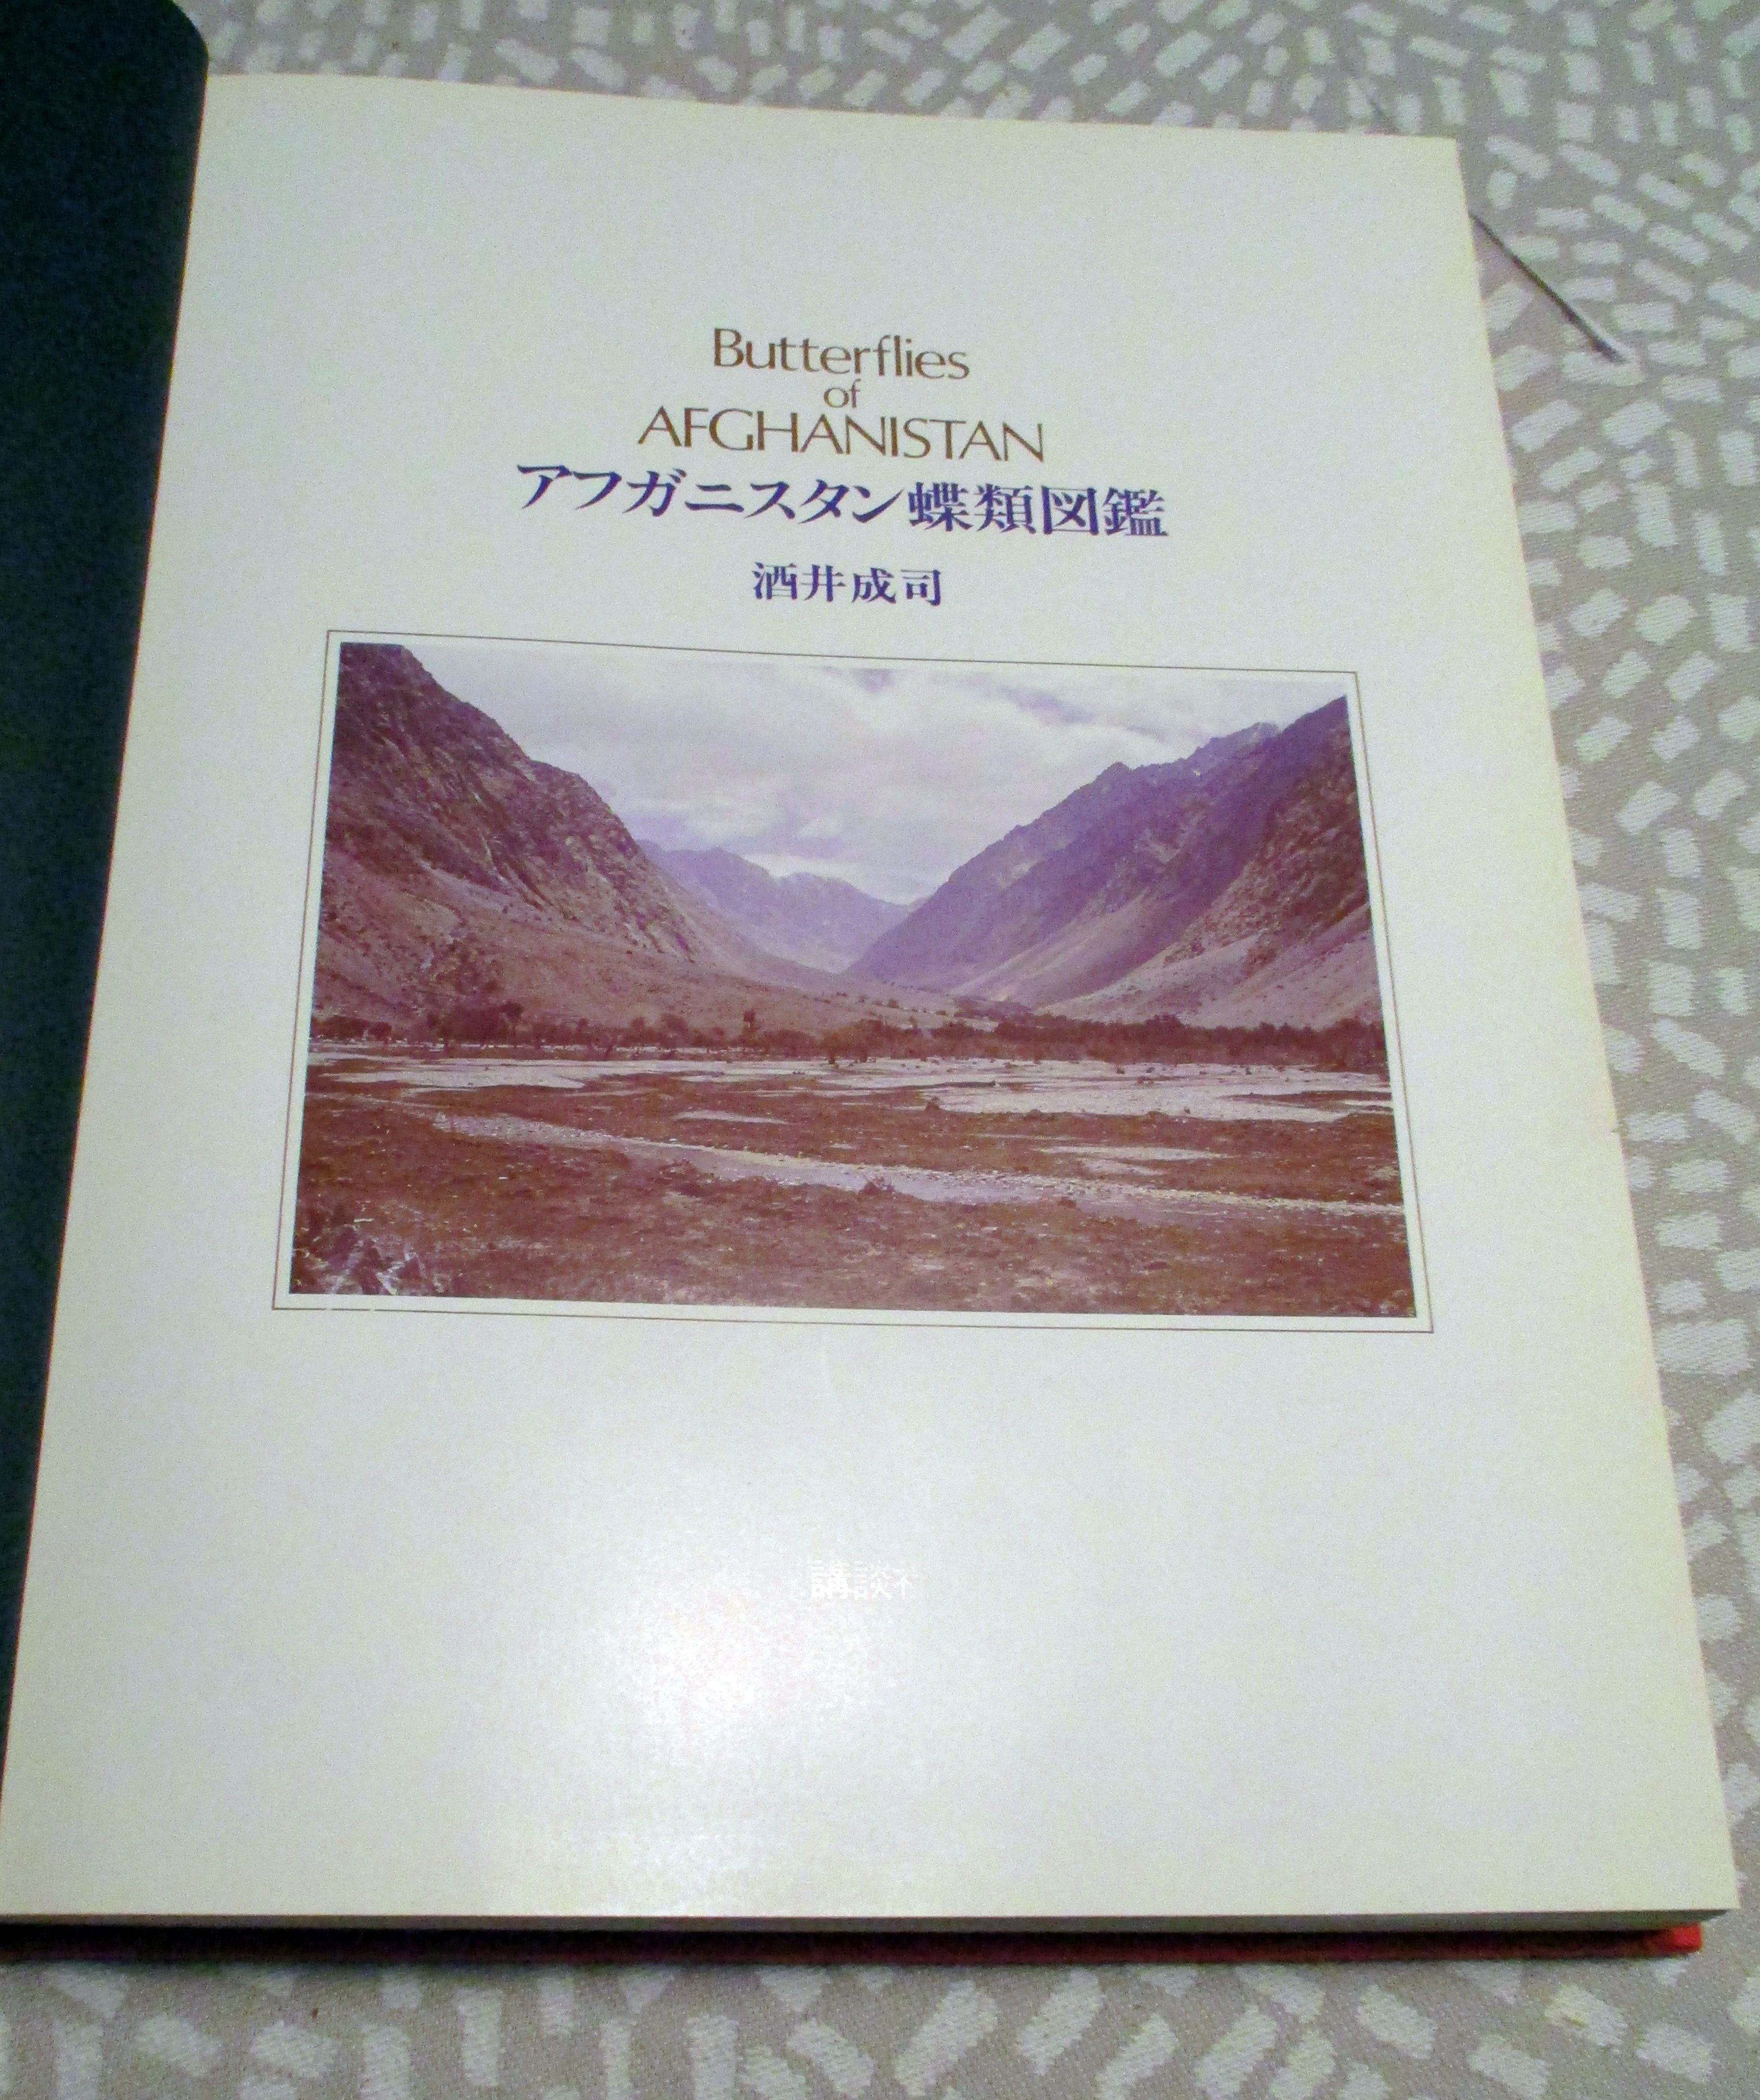 Butterflies
of
AFGHANISTAN
アフガニスタン蝶類図鑑
酒井成司
講談社